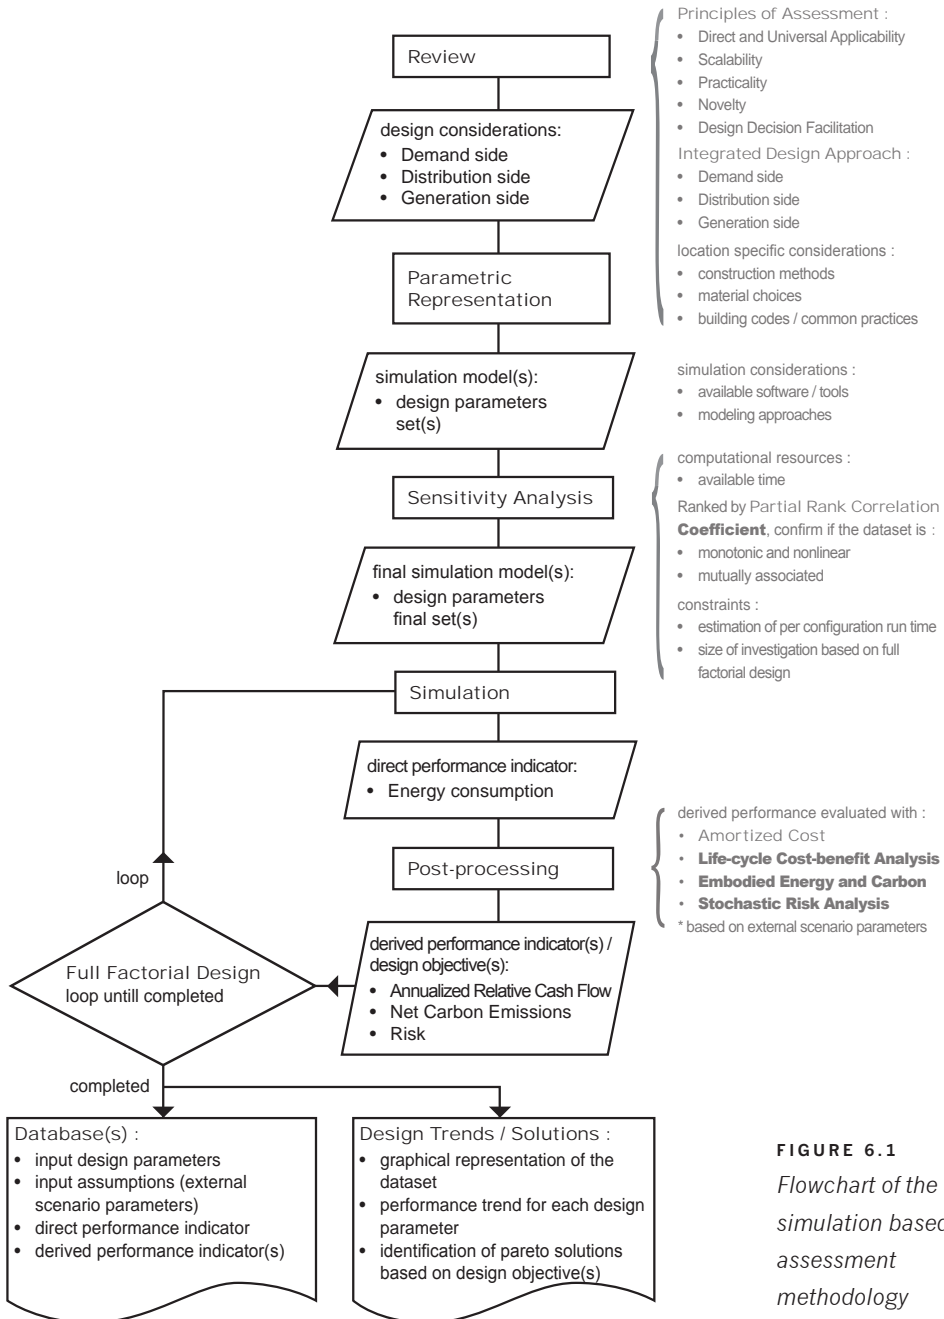 Review
design considerations:
• Demand side
• Distribution side
• Generation side
Parametric
Representation
simulation model(s):
• design parameters
set(s)
Sensitivity Analysis
final simulation model(s):
• design parameters
final set(s)
Simulation
direct performance indicator:
• Energy consumption
Post-processing
derived performance indicator(s) /
design objective(s):
• Annualized Relative Cash Flow
• Net Carbon Emissions
• Risk
loop
Full Factorial Design
loop untill completed
completed
Database(s) :
• input design parameters
• input assumptions (external
scenario parameters)
• direct performance indicator
• derived performance indicator(s)
Design Trends / Solutions :
• graphical representation of the
dataset
• performance trend for each design
parameter
• identification of pareto solutions
based on design objective(s)
Principles of Assessment :
• Direct and Universal Applicability
• Scalability
• Practicality
• Novelty
• Design Decision Facilitation
Integrated Design Approach :
• Demand side
• Distribution side
• Generation side
location specific considerations :
• construction methods
• material choices
• building codes / common practices
simulation considerations :
• available software / tools
• modeling approaches
computational resources :
• available time
Ranked by Partial Rank Correlation
Coefficient, confirm if the dataset is :
• monotonic and nonlinear
• mutually associated
constraints :
• estimation of per configuration run time
• size of investigation based on full
factorial design
derived performance evaluated with :
• Amortized Cost
• Life-cycle Cost-benefit Analysis
• Embodied Energy and Carbon
• Stochastic Risk Analysis
* based on external scenario parameters
FIGURE 6.1
Flowchart of the
simulation based
assessment
methodology